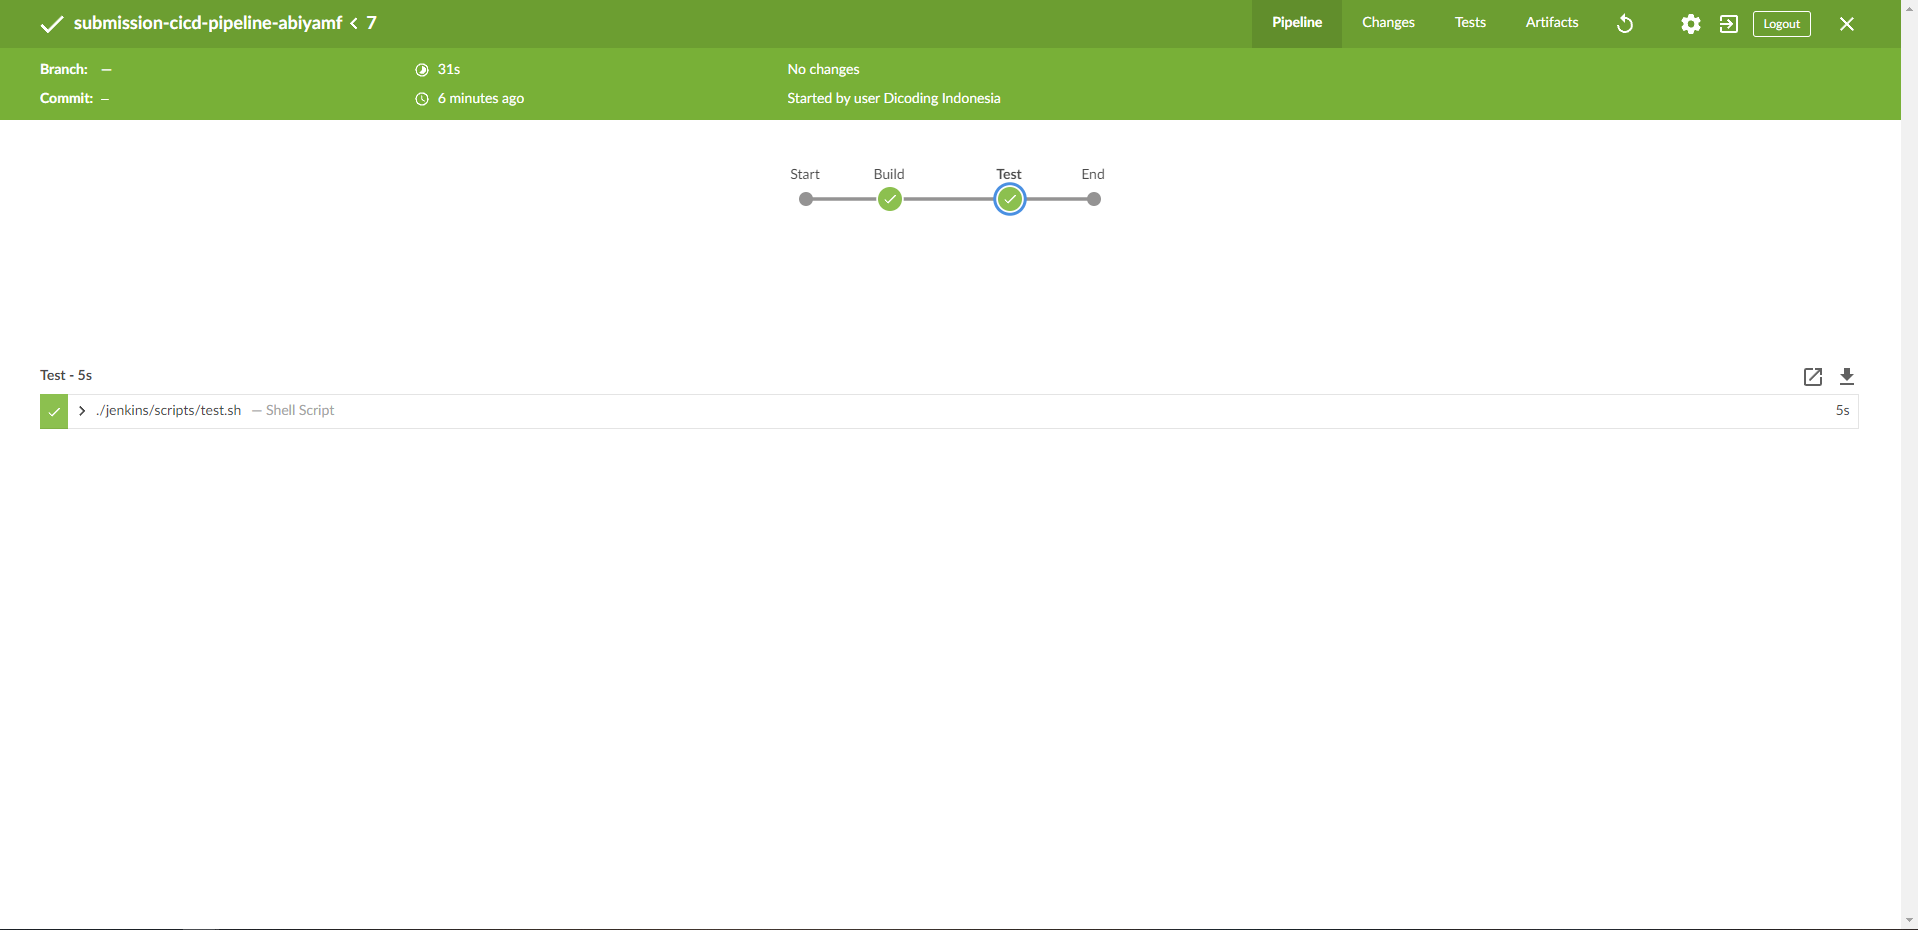 submission-cicd-pipeline-abiyamf < 7
Pipeline
Changes
Tests
Artifacts
Logout
Branch: —
31s
No changes
Commit: —
6 minutes ago
Started by user Dicoding Indonesia
Start
Build
Test
End
Test - 5s
./jenkins/scripts/test.sh — Shell Script
5s